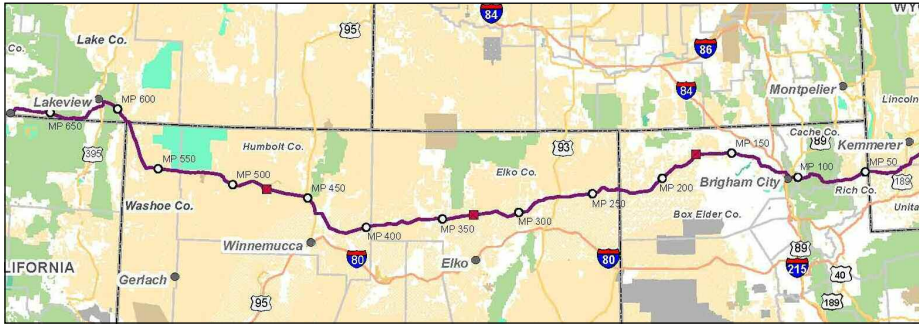 84
WYO
95
Co.
Lake Co.
86
84
Lakeview
MP 600
Montpelier
Lincoln
MP 650
Cache Co.
395
Humbolt Co.
93
MP 150
89
Kemmerer
MP 550
Elko Co.
MP 500
MP 200
MP 100
MP 50
189
MP 450
Brigham City
Rich Co.
Washoe Co.
MP 250
Uinta
MP 350
MP 300
Box Elder Co.
MP 400
Winnemucca
80
Elko
80
89
LIFORNIA
Gerlach
215
40
95
189